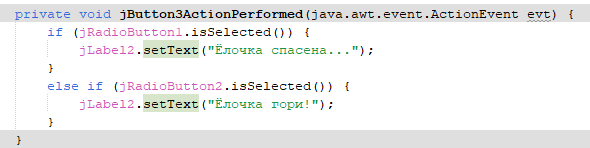 private void jButton3ActionPerformed(java.awt.event.ActionEvent evt) {
if (jRadioButton1.isSelected()) {
jLabel2.setText("Ёлочка спасена...");
}
else if (jRadioButton2.isSelected()) {
jLabel2.setText("Ёлочка гори!");
}
}